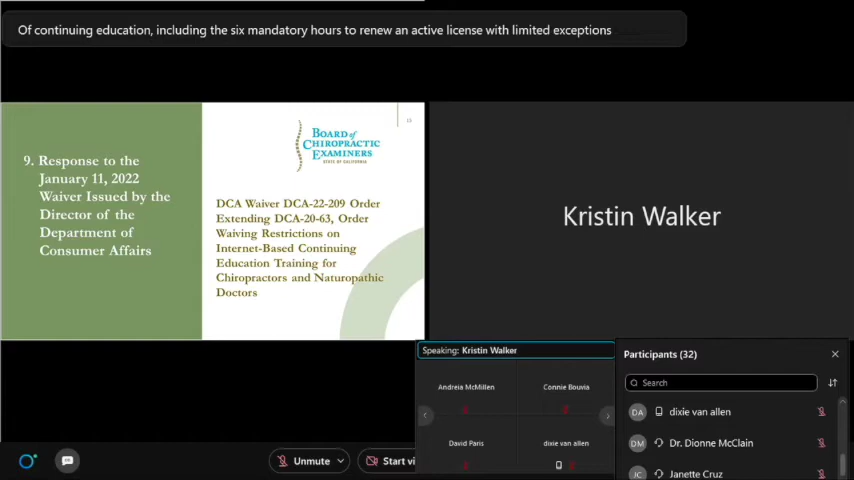 Of continuing education, including the six mandatory hours to renew an active license with limited exceptions
15
9. Response to the
January 11, 2022
Waiver Issued by the
Director of the
Department of
Consumer Affairs
BOARD of
CHIROPRACTIC
EXAMINERS
STATE OF CALIFORNIA
DCA Waiver DCA-22-209 Order
Extending DCA-20-63, Order
Waiving Restrictions on
Internet-Based Continuing
Education Training for
Chiropractors and Naturopathic
Doctors
Kristin Walker
Speaking: Kristin Walker
Andreia McMillen
Connie Bouvia
David Paris
dixie van allen
Participants (32)
Search
DA dixie van allen
DM Dr. Dionne McClain
JC Janette Cruz
Unmute
Start vi